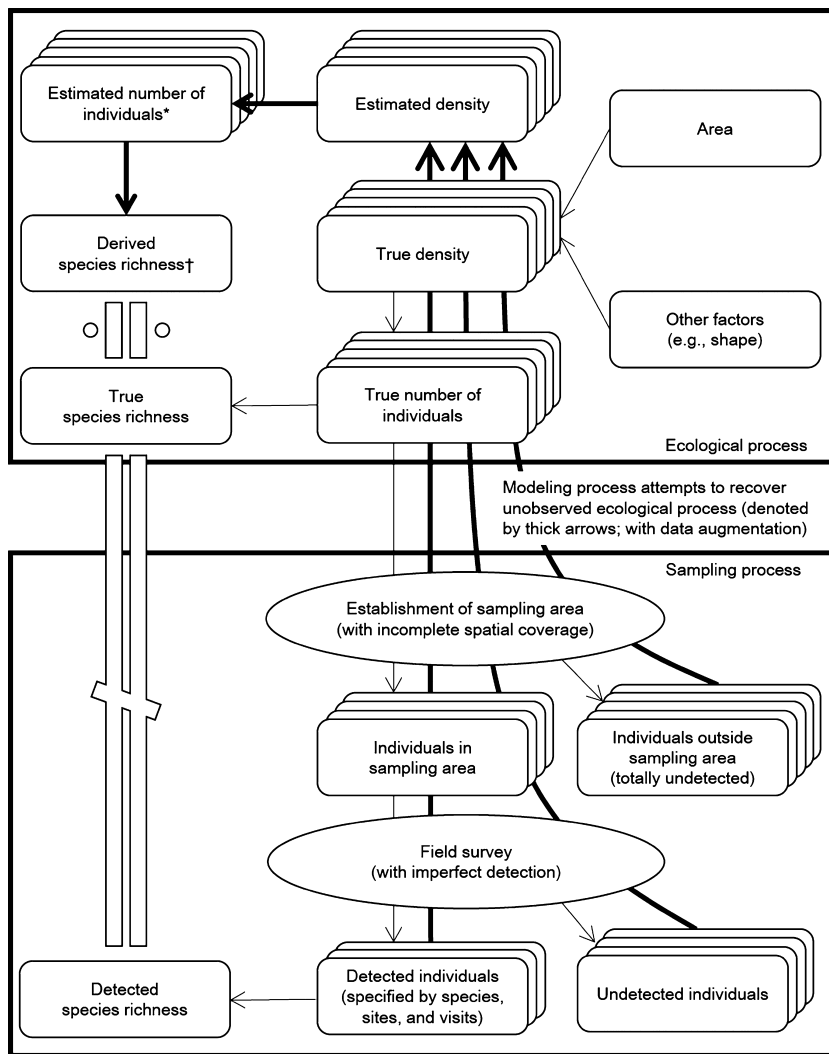 Estimated number of
individuals*
Estimated density
Area
Derived
species richness†
True density
Other factors
(e.g., shape)
True
species richness
True number of
individuals
Ecological process
Modeling process attempts to recover
unobserved ecological process (denoted
by thick arrows; with data augmentation)
Sampling process
Establishment of sampling area
(with incomplete spatial coverage)
Individuals in
sampling area
Individuals outside
sampling area
(totally undetected)
Field survey
(with imperfect detection)
Detected
species richness
Detected individuals
(specified by species,
sites, and visits)
Undetected individuals